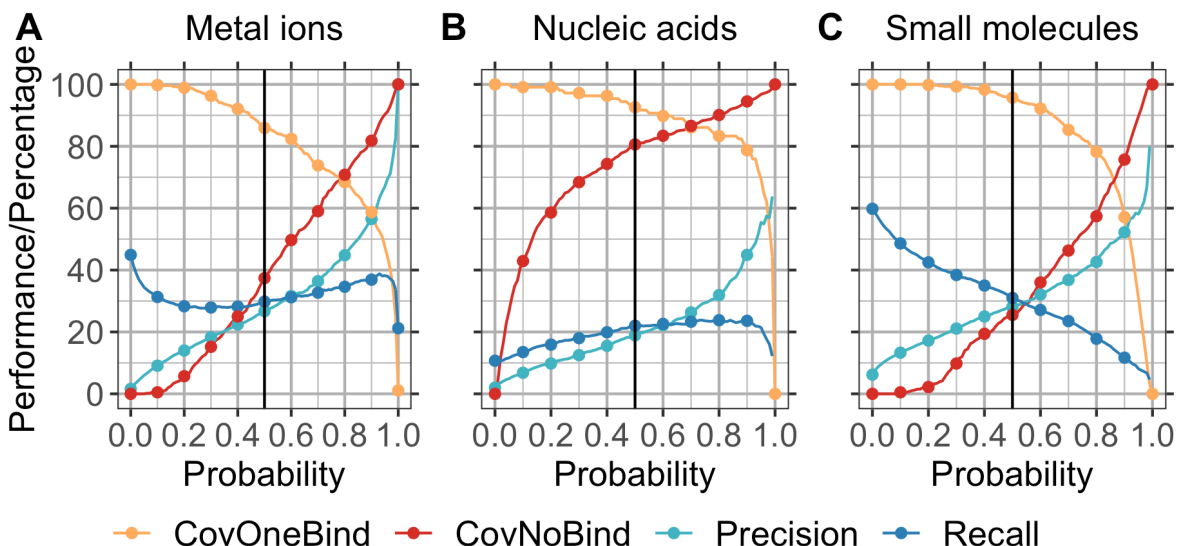 A Metal ions B Nucleic acids C Small molecules
Performance/Percentage
100
80
60
40
20
0
0.0 0.2 0.4 0.6 0.8 1.0 0.0 0.2 0.4 0.6 0.8 1.0 0.0 0.2 0.4 0.6 0.8 1.0
Probability Probability Probability
CovOneBind CovNoBind Precision Recall